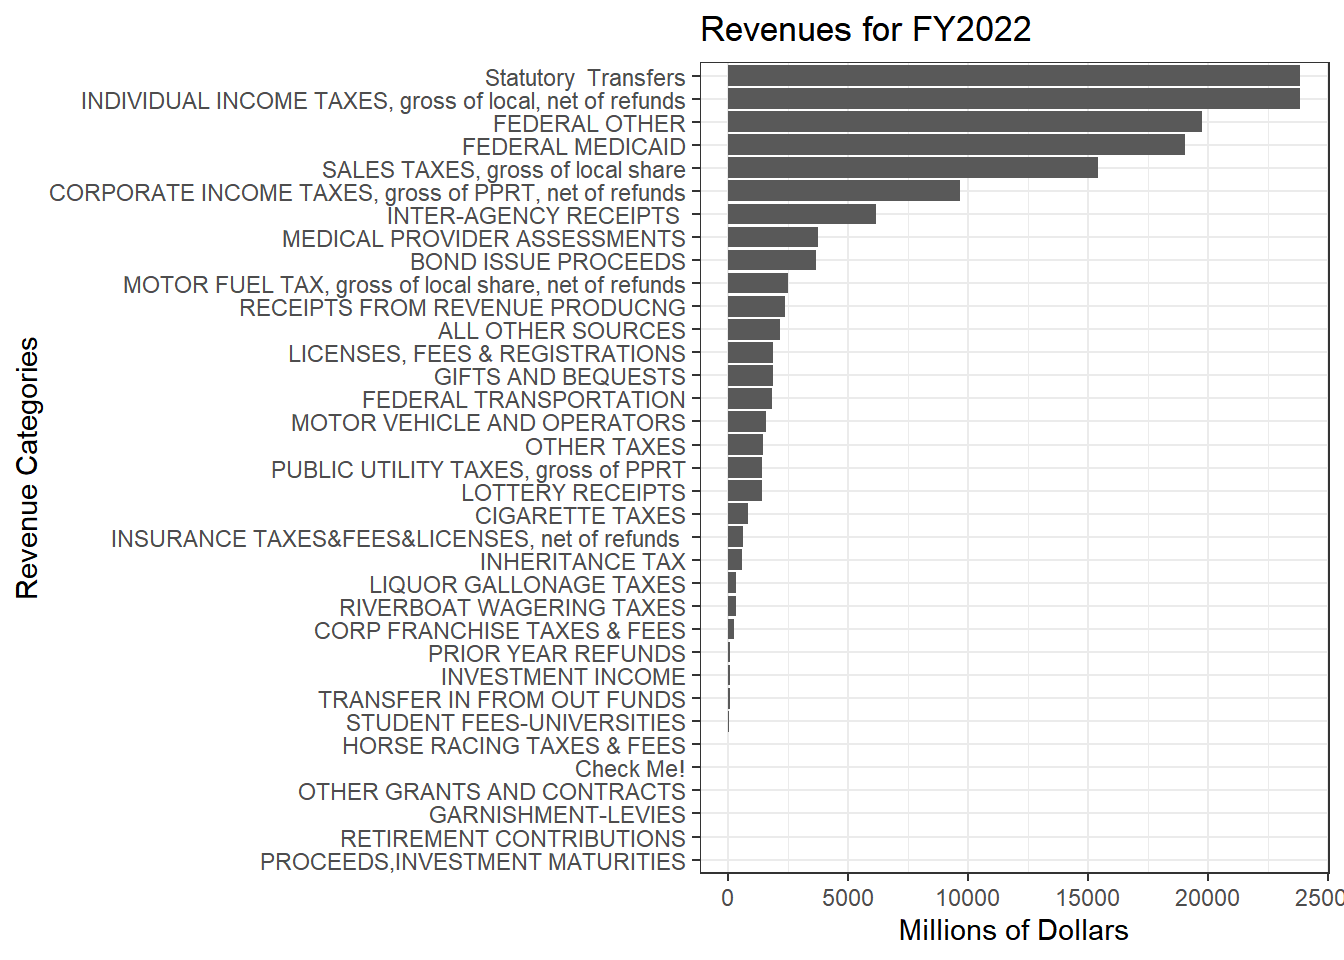 Revenues for FY2022
Statutory  Transfers
INDIVIDUAL INCOME TAXES, gross of local, net of refunds
FEDERAL OTHER
FEDERAL MEDICAID
SALES TAXES, gross of local share
CORPORATE INCOME TAXES, gross of PPRT, net of refunds
INTER-AGENCY RECEIPTS
MEDICAL PROVIDER ASSESSMENTS
BOND ISSUE PROCEEDS
MOTOR FUEL TAX, gross of local share, net of refunds
RECEIPTS FROM REVENUE PRODUCNG
ALL OTHER SOURCES
LICENSES, FEES & REGISTRATIONS
GIFTS AND BEQUESTS
FEDERAL TRANSPORTATION
MOTOR VEHICLE AND OPERATORS
OTHER TAXES
PUBLIC UTILITY TAXES, gross of PPRT
LOTTERY RECEIPTS
CIGARETTE TAXES
INSURANCE TAXES&FEES&LICENSES, net of refunds
INHERITANCE TAX
LIQUOR GALLONAGE TAXES
RIVERBOAT WAGERING TAXES
CORP FRANCHISE TAXES & FEES
PRIOR YEAR REFUNDS
INVESTMENT INCOME
TRANSFER IN FROM OUT FUNDS
STUDENT FEES-UNIVERSITIES
HORSE RACING TAXES & FEES
Check Me!
OTHER GRANTS AND CONTRACTS
GARNISHMENT-LEVIES
RETIREMENT CONTRIBUTIONS
PROCEEDS,INVESTMENT MATURITIES
Revenue Categories
0 5000 10000 15000 20000 2500
Millions of Dollars